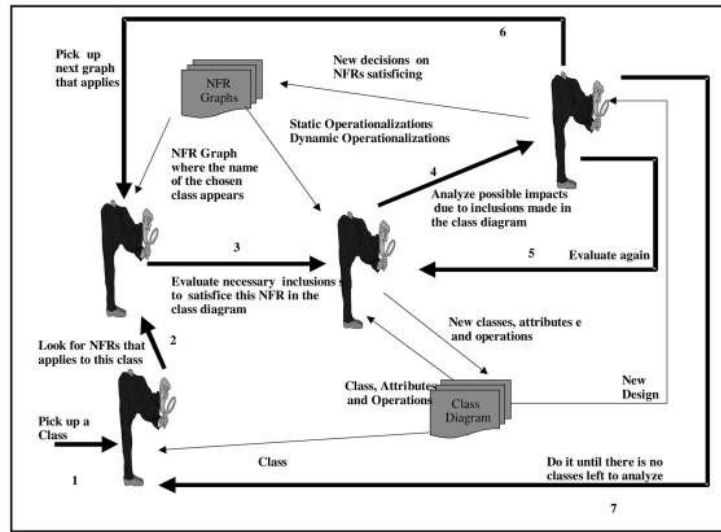 6
Pick up
next graph
that applies
New decisions on
NFRs satisficing
NFR
Graphs
Static Operationalizations
Dynamic Operationalizations
NFR Graph
where the name
of the chosen
class appears
4
Analyze possible impacts
due to inclusions made in
the class diagram
3
5
Evaluate again
Evaluate necessary inclusions s
to satisfice this NFR in the
class diagram
Look for NFRs that
applies to this class
2
New classes, attributes e
and operations
Class, Attributes
and Operations
Class
Diagram
New
Design
Pick up a
Class
1
Class
Do it until there is no
classes left to analyze
7